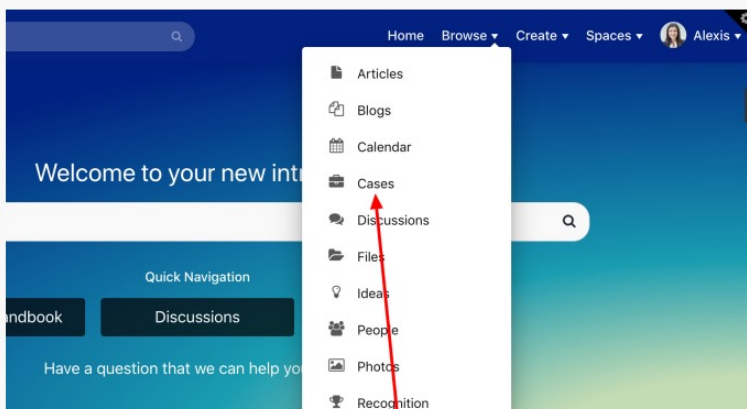 Home Browse ▾ Create ▾ Spaces ▾ Alexis ▾
Articles
Blogs
Calendar
Welcome to your new intr
Cases
Discussions
Files
Quick Navigation
Ideas
andbook Discussions
People
Have a question that we can help yo
Photos
Recognition